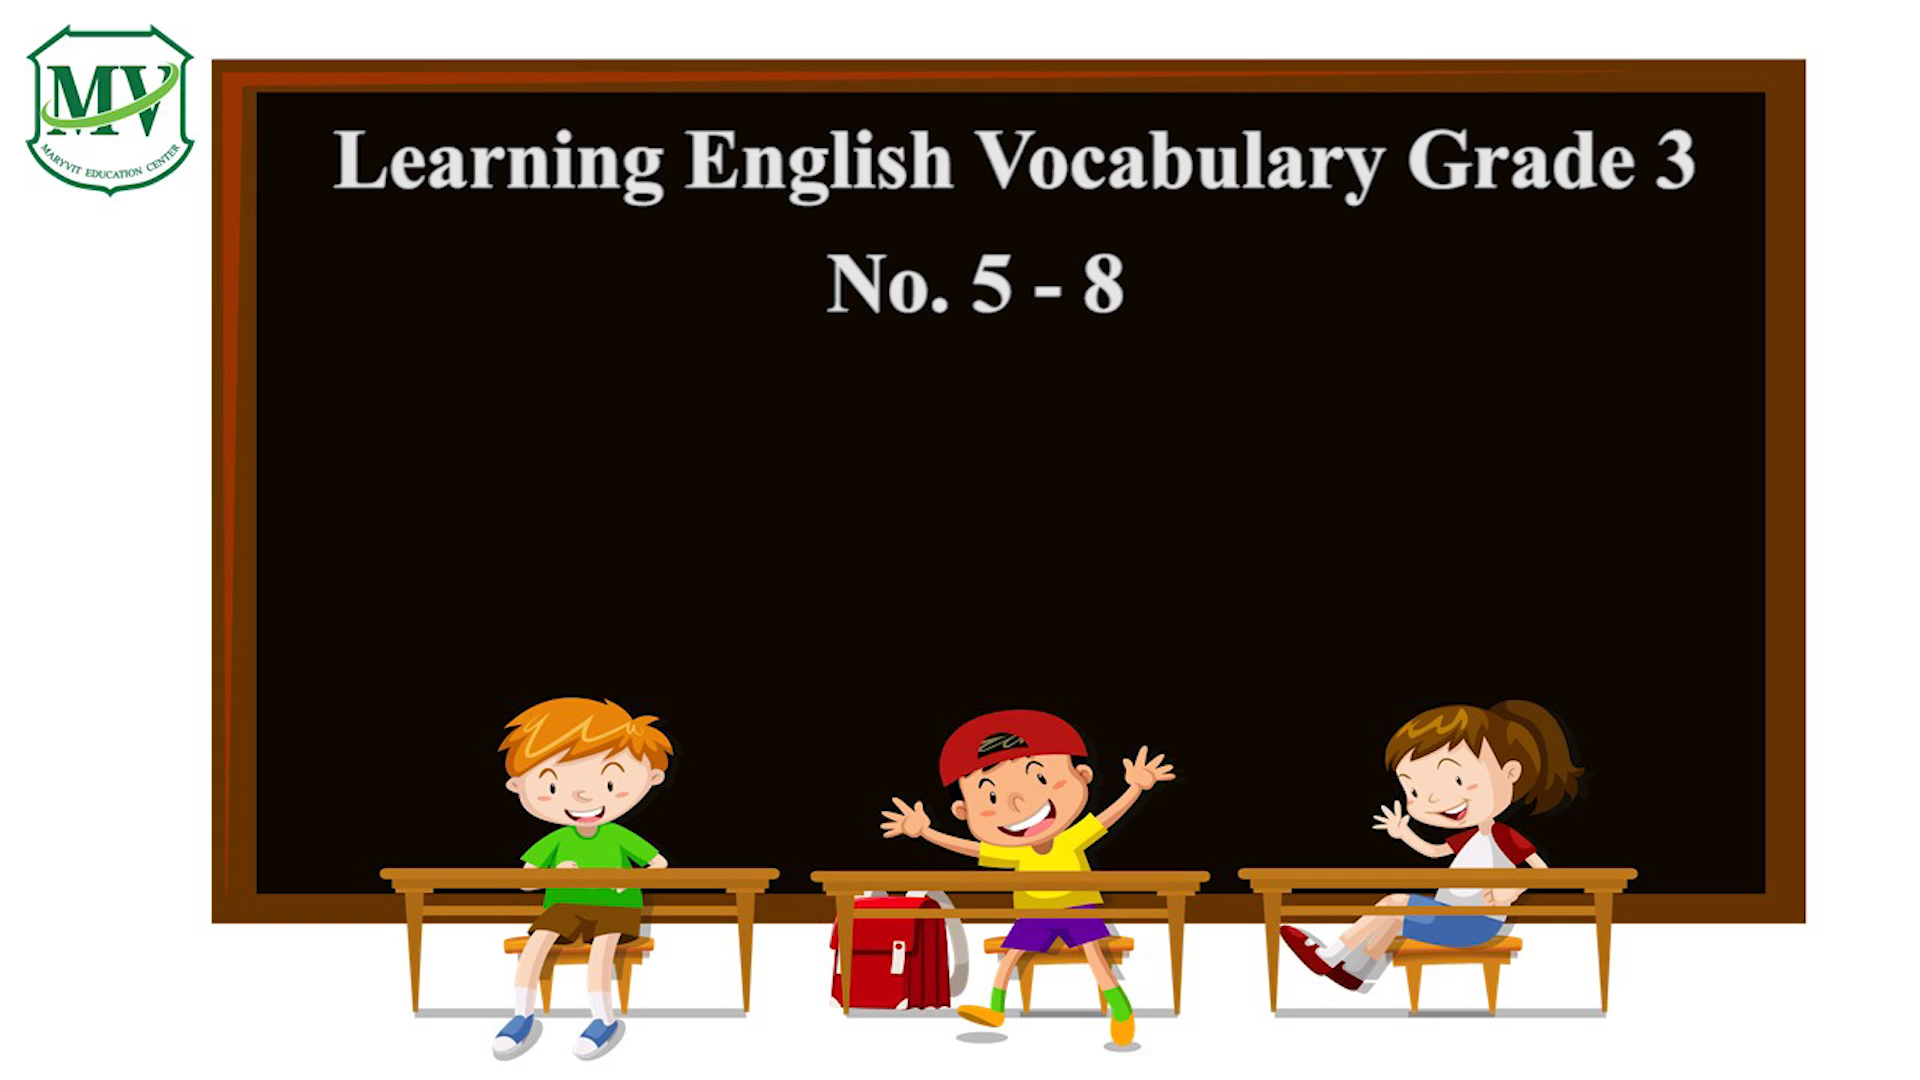 MV
MARYVIT EDUCATION CENTER
Learning English Vocabulary Grade 3
No. 5 - 8